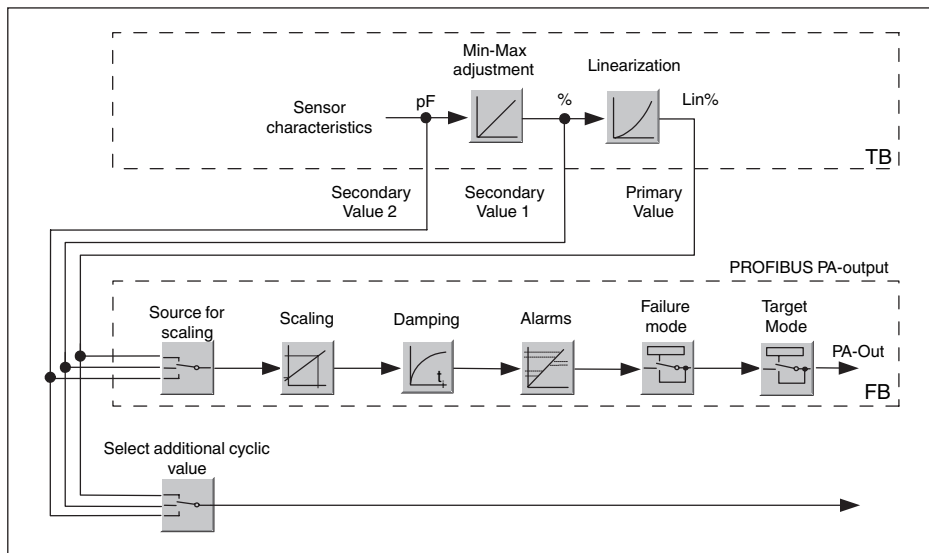 Min-Max
adjustment
Linearization
Sensor
characteristics
pF
%
Lin%
TB
Secondary
Value 2
Secondary
Value 1
Primary
Value
PROFIBUS PA-output
Source for
scaling
Scaling
Damping
Alarms
Failure
mode
Target
Mode
t
PA-Out
FB
Select additional cyclic
value